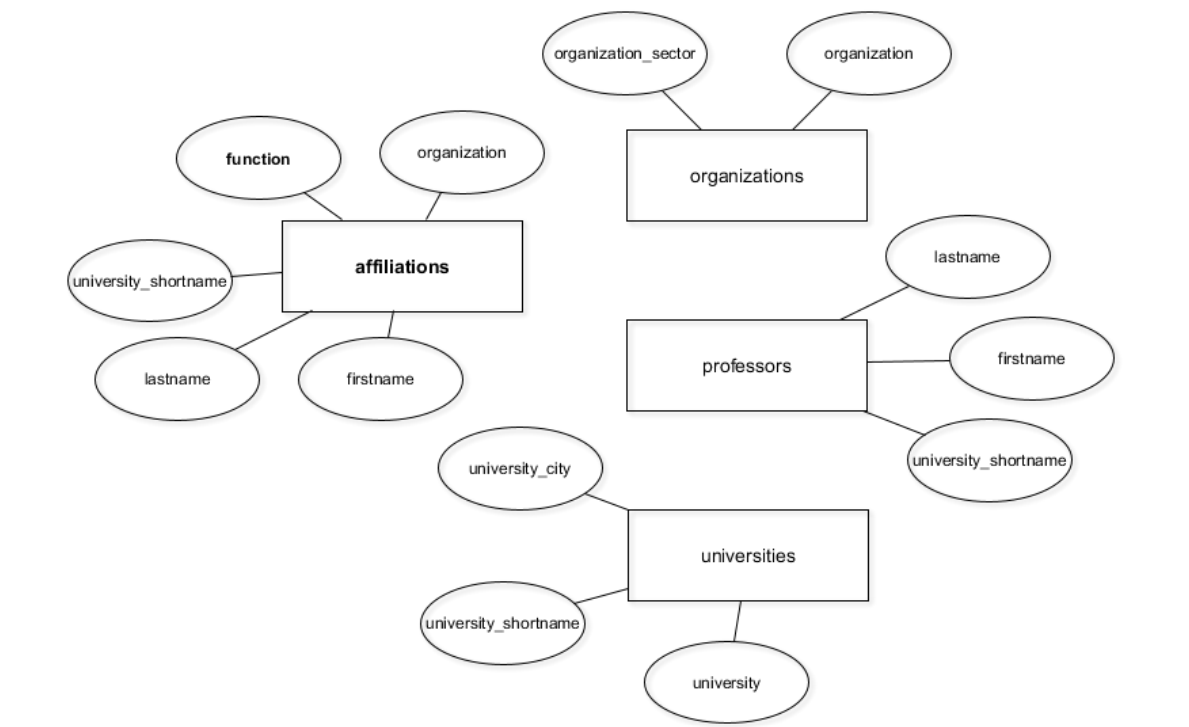 organization_sector
organization
function
organization
organizations
affiliations
university_shortname
lastname
lastname
firstname
professors
firstname
university_shortname
university_city
universities
university_shortname
university